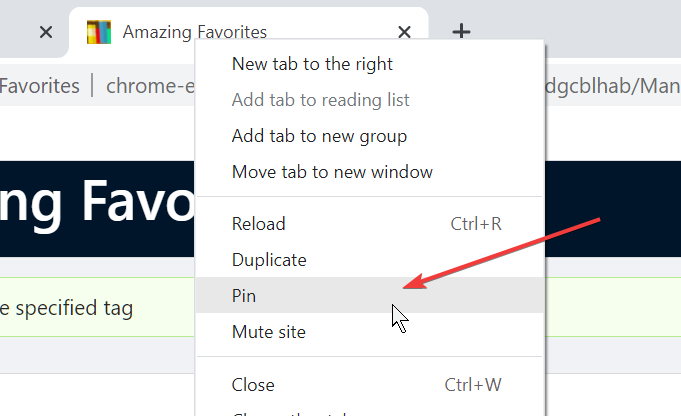 Amazing Favorites
Favorites | chrome-e
dgcblhab/Man
ng Favo
e specified tag
New tab to the right
Add tab to reading list
Add tab to new group
Move tab to new window
Reload Ctrl+R
Duplicate
Pin
Mute site
Close Ctrl+W